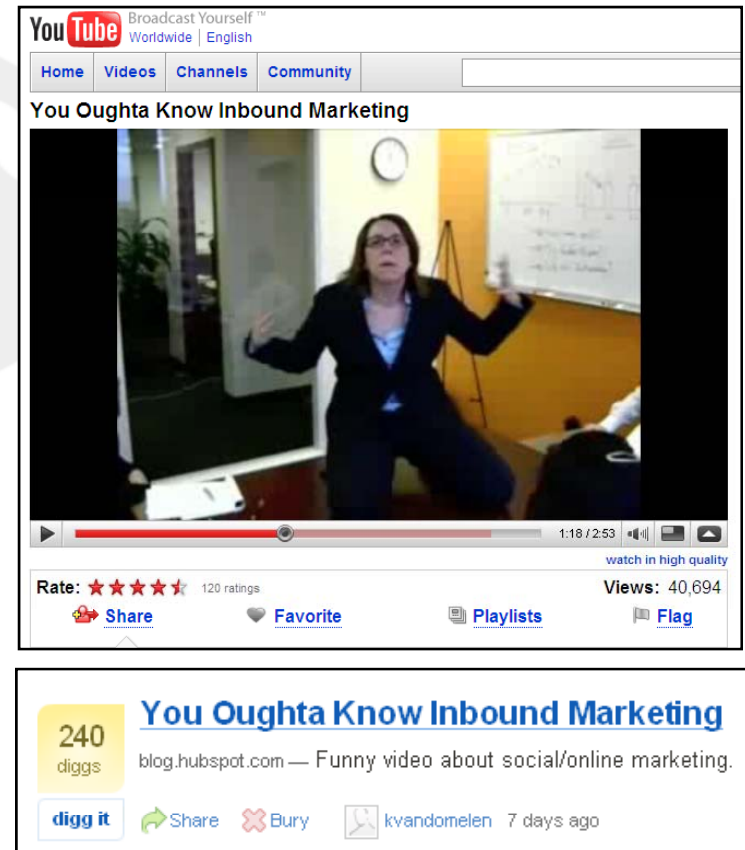 You Tube Broadcast Yourself ™
Worldwide | English
Home Videos Channels Community
You Oughta Know Inbound Marketing
1:18 / 2:53
watch in high quality
Rate: 120 ratings Views: 40,694
Share Favorite Playlists Flag
240 diggs
You Oughta Know Inbound Marketing
blog.hubspot.com — Funny video about social/online marketing.
digg it Share Bury kvandomelen 7 days ago